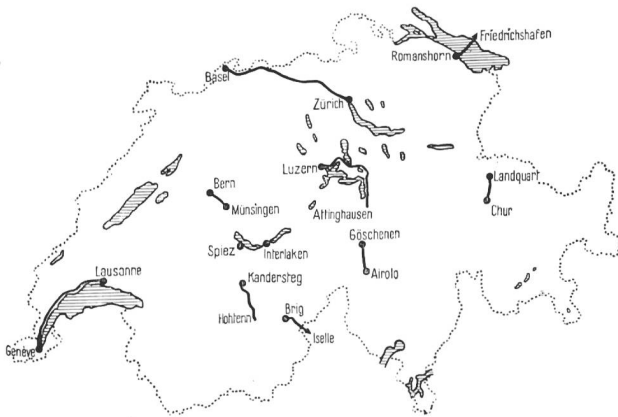 Friedrichshafen
Romanshorn
Basel
Zürich
Luzern
Landquart
Bern
Chur
Münsingen
Attinghausen
Göschenen
Spiez
Interlaken
Lausanne
Kandersteg
Airolo
Hohtenn
Brig
Iselle
Genève